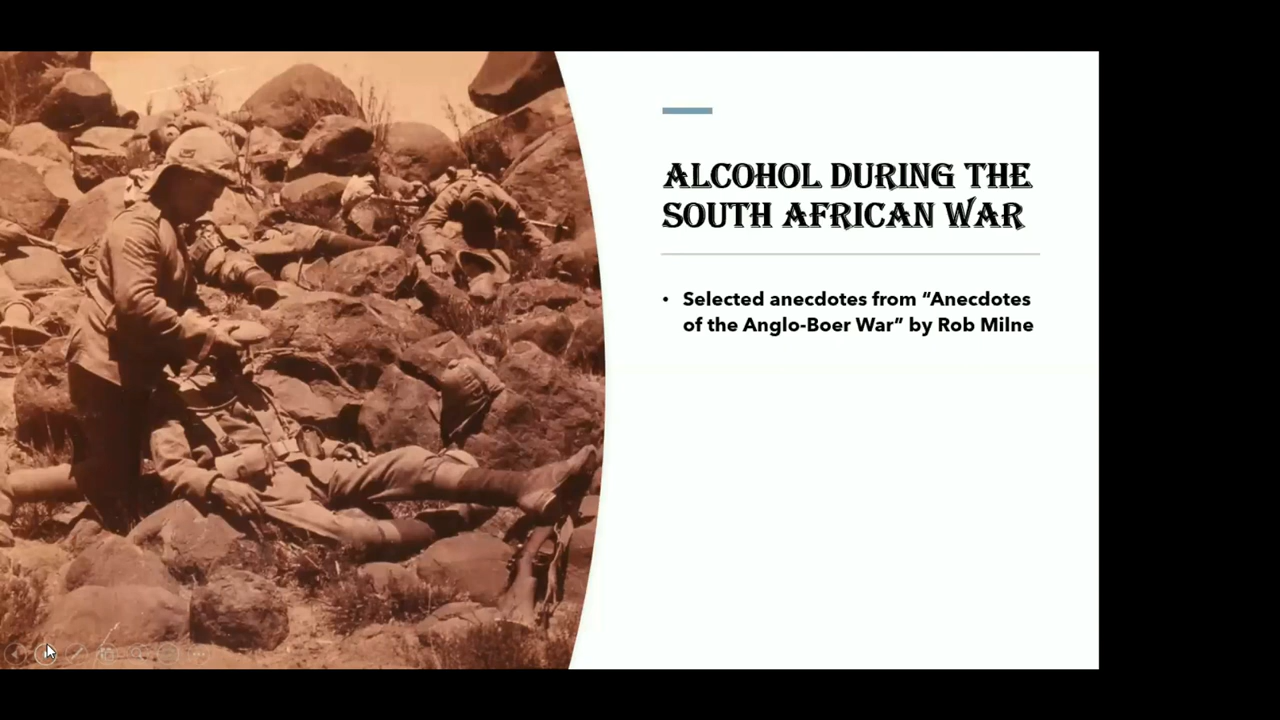 ALCOHOL DURING THE
SOUTH AFRICAN WAR
• Selected anecdotes from “Anecdotes
of the Anglo-Boer War” by Rob Milne